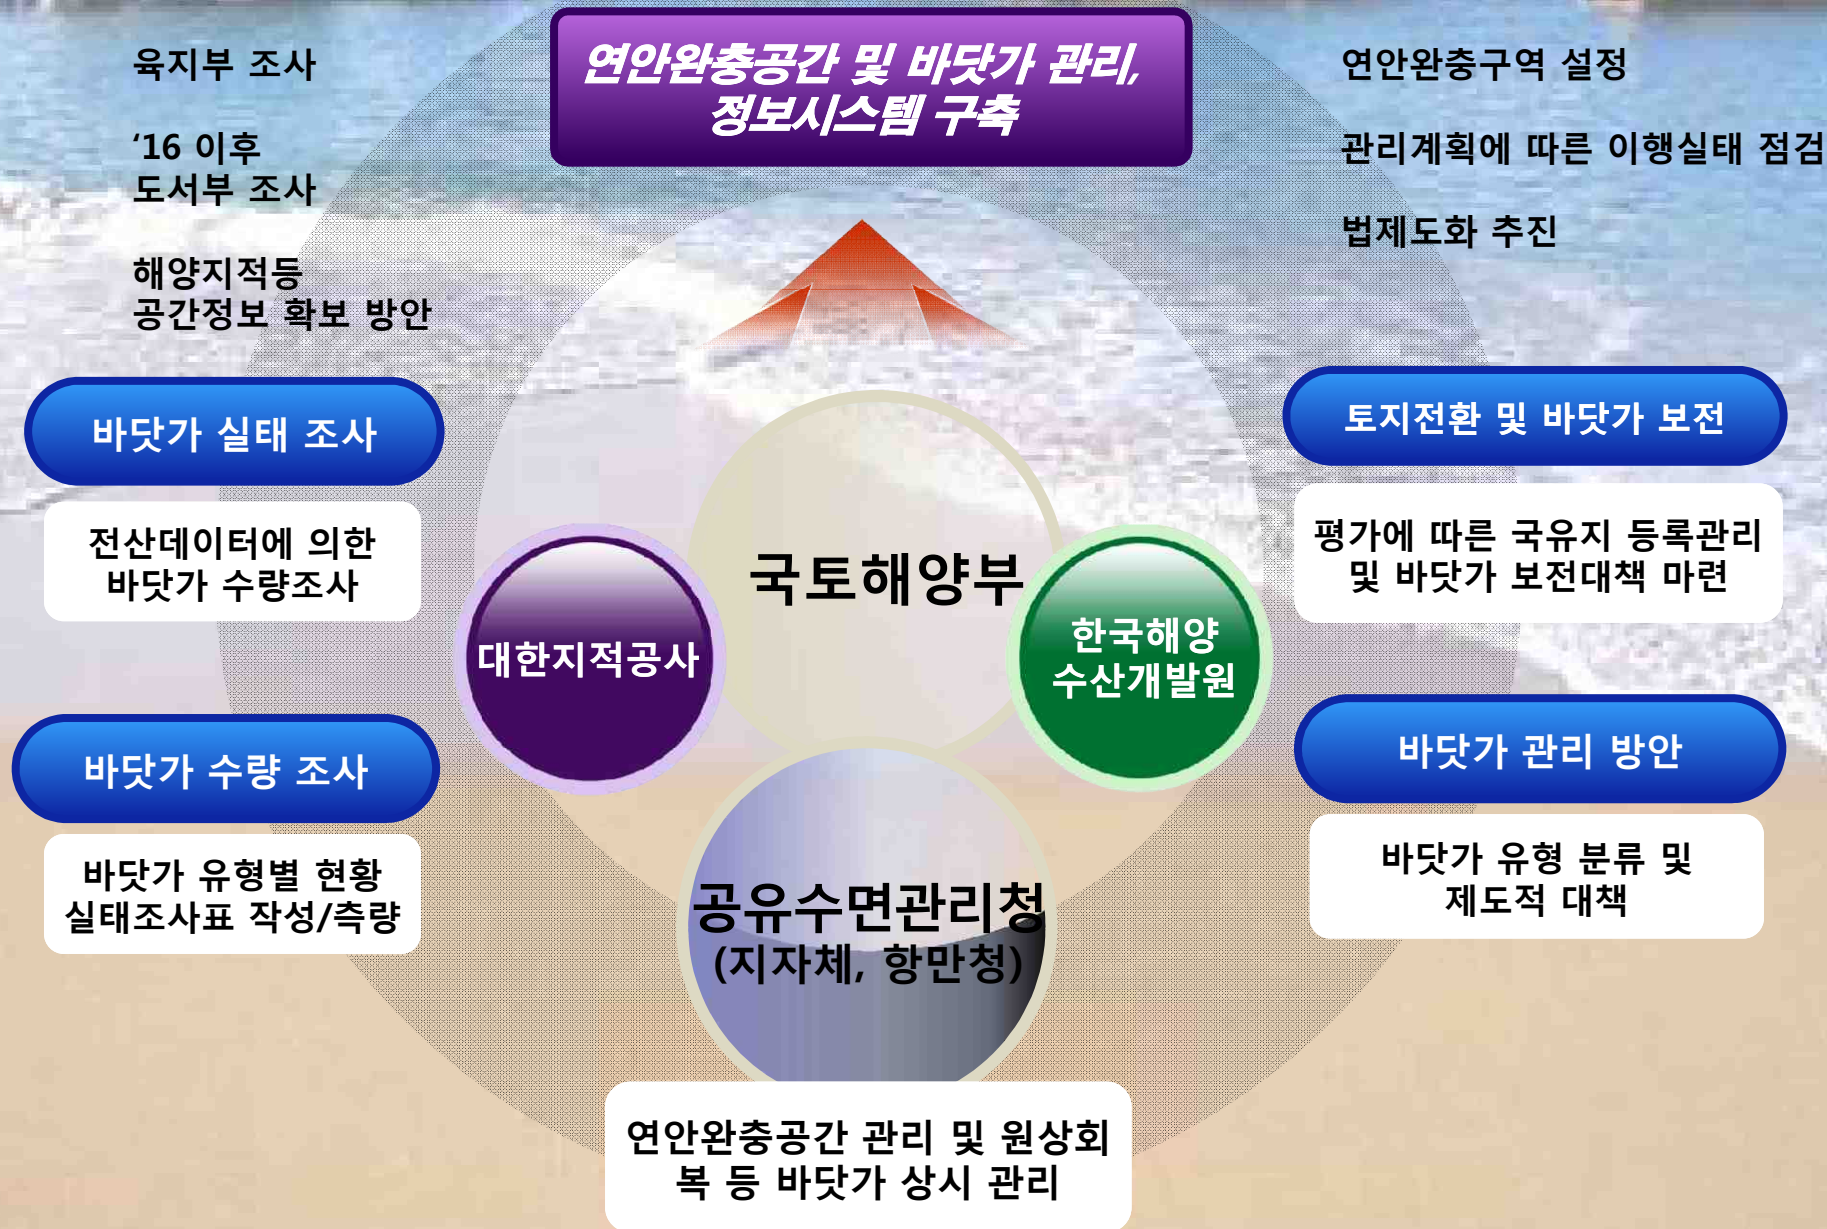 연안완충공간 및 바닷가 관리,
정보시스템 구축
육지부 조사
‘16 이후
도서부 조사
해양지적등
공간정보 확보 방안
연안완충구역 설정
관리계획에 따른 이행실태 점검
법제도화 추진
바닷가 실태 조사
전산데이터에 의한
바닷가 수량조사
토지전환 및 바닷가 보전
평가에 따른 국유지 등록관리
및 바닷가 보전대책 마련
국토해양부
대한지적공사
한국해양
수산개발원
바닷가 수량 조사
바닷가 유형별 현황
실태조사표 작성/측량
바닷가 관리 방안
바닷가 유형 분류 및
제도적 대책
공유수면관리청
(지자체, 항만청)
연안완충공간 관리 및 원상회
복 등 바닷가 상시 관리